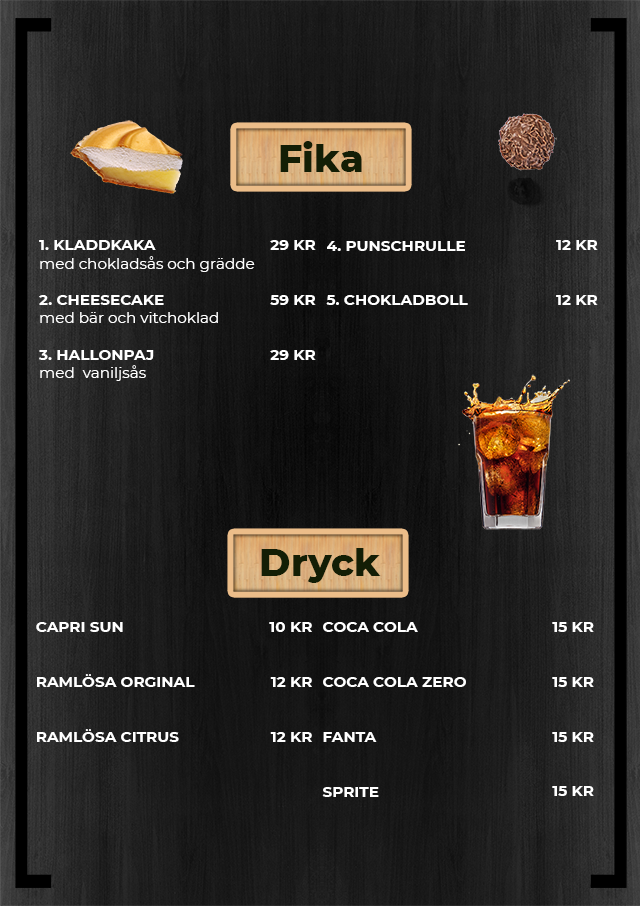 Fika
1. KLADDKAKA 29 KR
med chokladsås och grädde
2. CHEESECAKE 59 KR
med bär och vitchoklad
3. HALLONPAJ 29 KR
med vaniljsås
4. PUNSCHRULLE 12 KR
5. CHOKLADBOLL 12 KR
Dryck
CAPRI SUN 10 KR
RAMLÖSA ORGINAL 12 KR
RAMLÖSA CITRUS 12 KR
COCA COLA 15 KR
COCA COLA ZERO 15 KR
FANTA 15 KR
SPRITE 15 KR